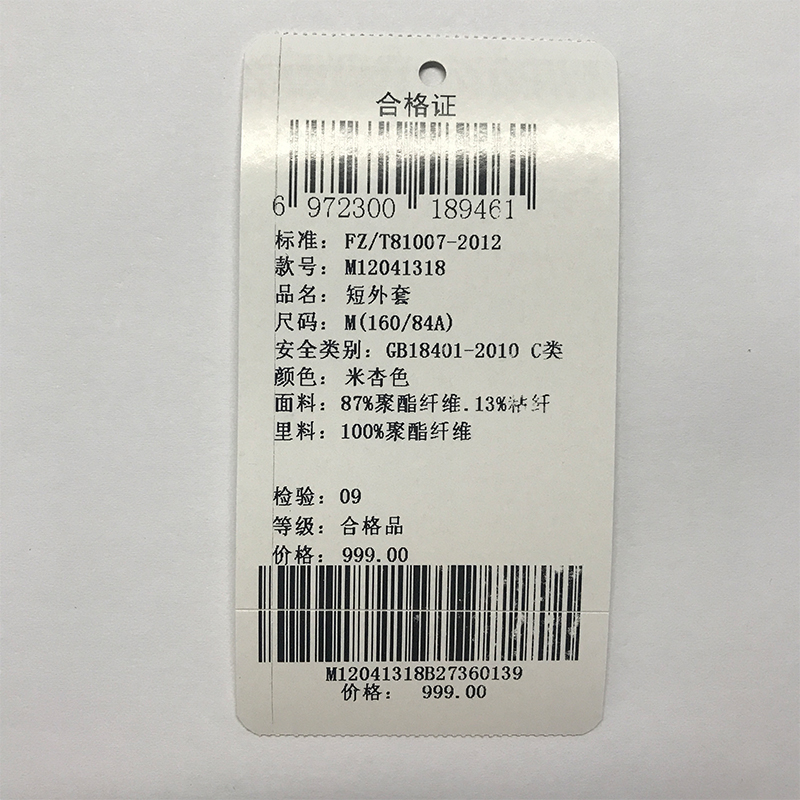 合格证
6 972300 189461
标准: FZ/T81007-2012
款号: M12041318
品名: 短外套
尺码: M(160/84A)
安全类别: GB18401-2010 C类
颜色: 米杏色
面料: 87%聚酯纤维.13%粘纤
里料: 100%聚酯纤维
检验: 09
等级: 合格品
价格: 999.00
M12041318B27360139
价格: 999.00